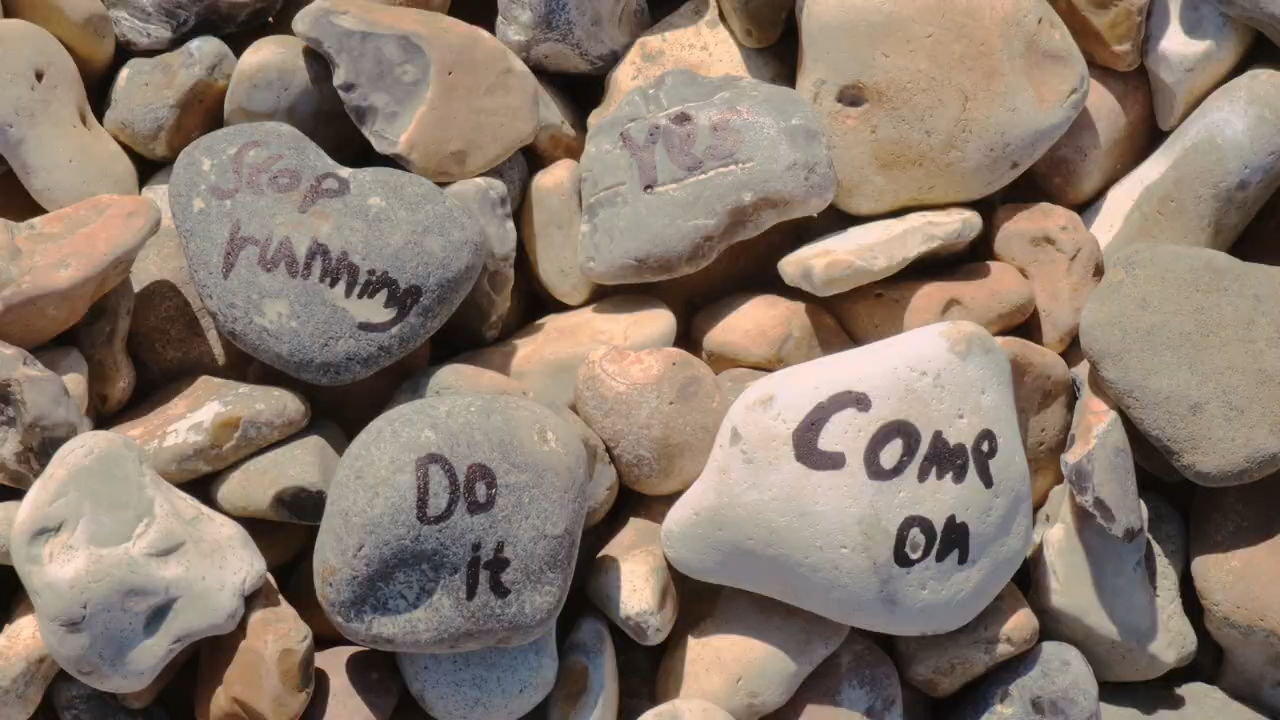 Stop
running
Yes
Do
it
Come
on